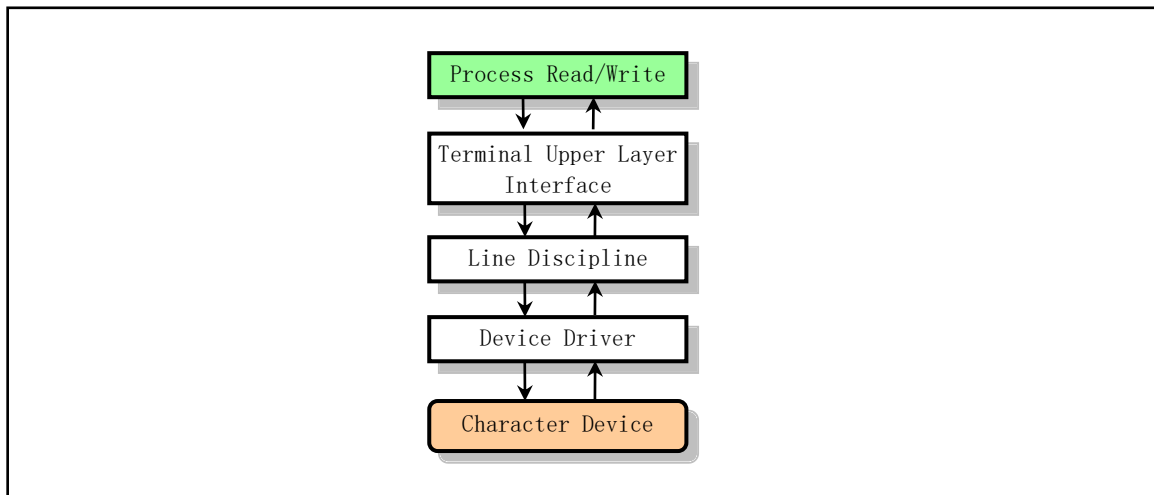 Process Read/Write
Terminal Upper Layer
Interface
Line Discipline
Device Driver
Character Device